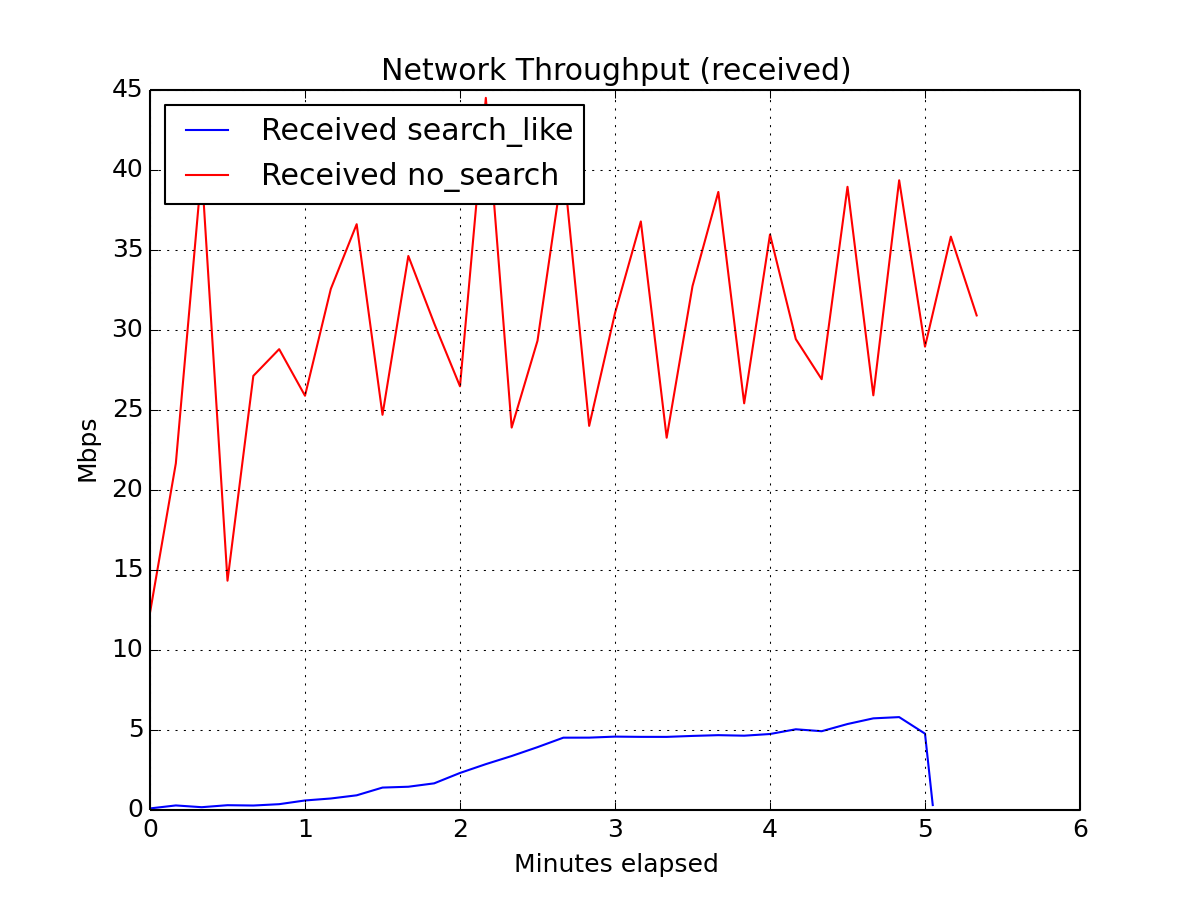 Network Throughput (received)
Received search_like
Received no_search
45
40
35
30
25
20
15
10
5
0
Mbps
0 1 2 3 4 5 6
Minutes elapsed